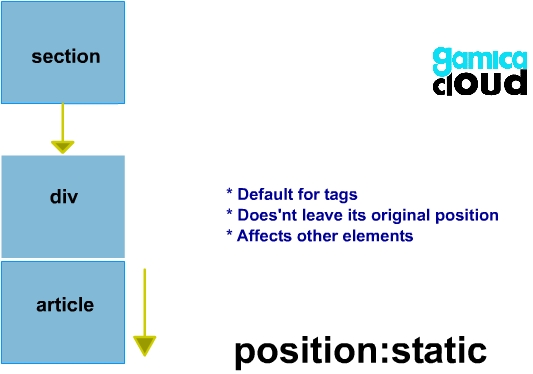 section
gamica
cloud
div
* Default for tags
* Does'nt leave its original position
* Affects other elements
article
position:static